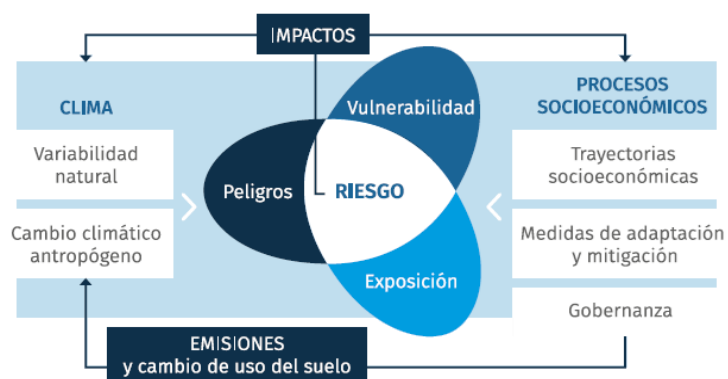 IMPACTOS
CLIMA
Variabilidad
natural
Cambio climático
antropógeno
Peligros
RIESGO
Vulnerabilidad
Exposición
PROCESOS
SOCIOECONÓMICOS
Trayectorias
socioeconómicas
Medidas de adaptación
y mitigación
Gobernanza
EMISIONES
y cambio de uso del suelo